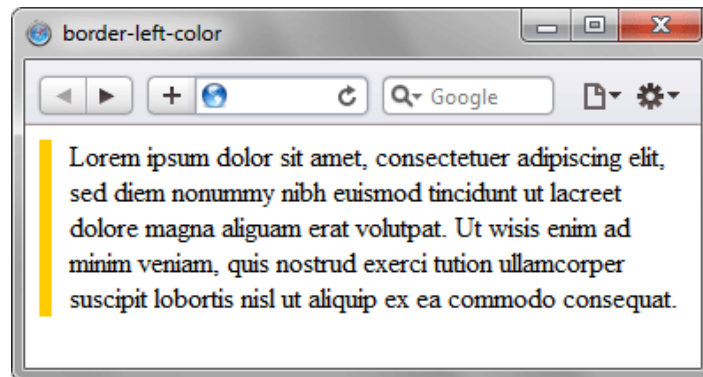 border-left-color
Google
Lorem ipsum dolor sit amet, consectetuer adipiscing elit,
sed diem nonummy nibh euismod tincidunt ut lacreet
dolore magna aliguam erat volutpat. Ut wisis enim ad
minim veniam, quis nostrud exerci tution ullamcorper
suscipit lobortis nisl ut aliquip ex ea commodo consequat.